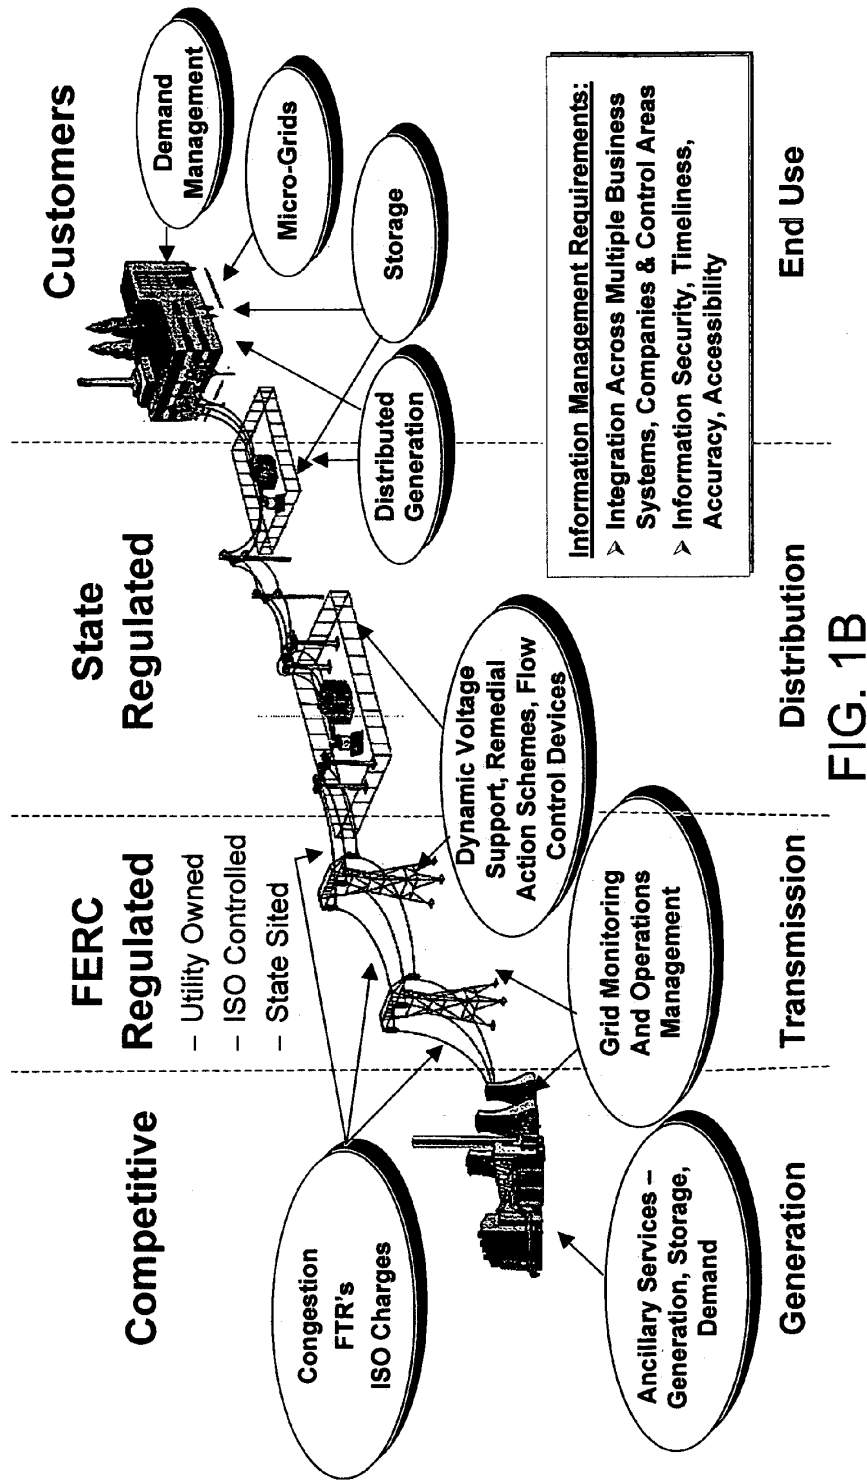 Competitive
FERC
Regulated
– Utility Owned
– ISO Controlled
– State Sited
State
Regulated
Customers
Congestion
FTR's
ISO Charges
Ancillary Services –
Generation, Storage,
Demand
Grid Monitoring
And Operations
Management
Dynamic Voltage
Support, Remedial
Action Schemes, Flow
Control Devices
Distributed
Generation
Storage
Micro-Grids
Demand
Management
Information Management Requirements:
➢ Integration Across Multiple Business
Systems, Companies & Control Areas
➢ Information Security, Timeliness,
Accuracy, Accessibility
Generation
Transmission
Distribution
End Use
FIG. 1B